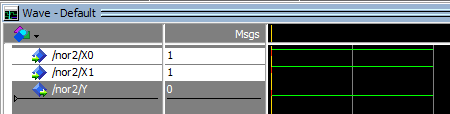 Wave - Default
Msgs
/nor2/X0 1
/nor2/X1 1
/nor2/Y 0